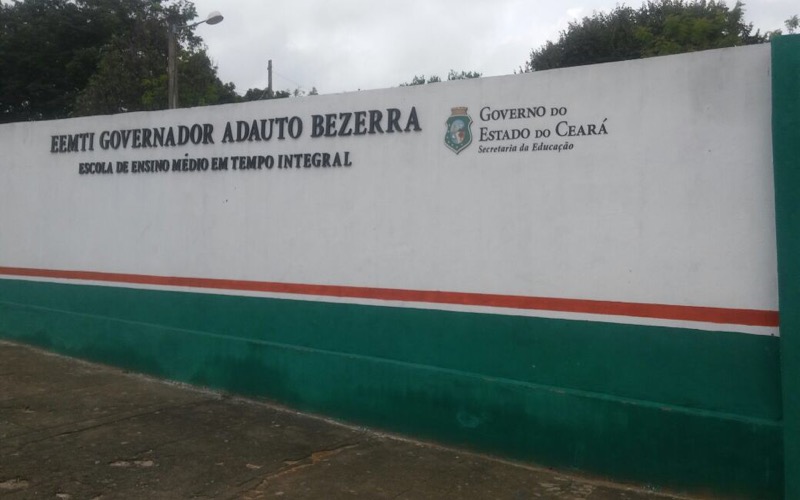 EEMTI GOVERNADOR ADAUTO BEZERRA
ESCOLA DE ENSINO MÉDIO EM TEMPO INTEGRAL
GOVERNO DO
ESTADO DO CEARÁ
Secretaria da Educação